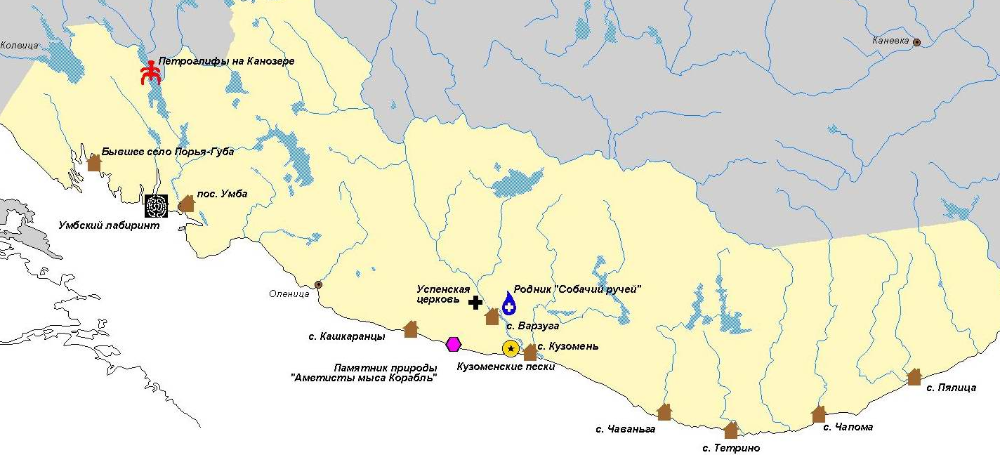 Колвица
Каневка
Петроглифы на Канозере
Бывшее село Порья-Губа
пос. Умба
Умбский лабиринт
Оленица
Успенская
церковь
Родник "Собачий ручей"
с. Варзуга
с. Кашкаранцы
с. Кузомень
Памятник природы
"Аметисты мыса Корабль"
Кузоменские пески
с. Пялица
с. Чаваньга
с. Чапома
с. Тетрино